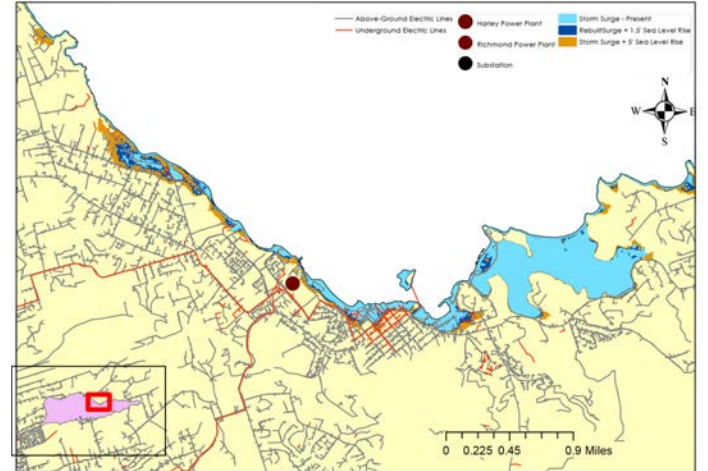 Above-Ground Electric Lines
Underground Electric Lines
Harley Power Plant
Richmond Power Plant
Substation
Storm Surge - Present
RebuiltSurge + 1.5' Sea Level Rise
Storm Surge + 5' Sea Level Rise
N
W E
S
0 0.225 0.45 0.9 Miles